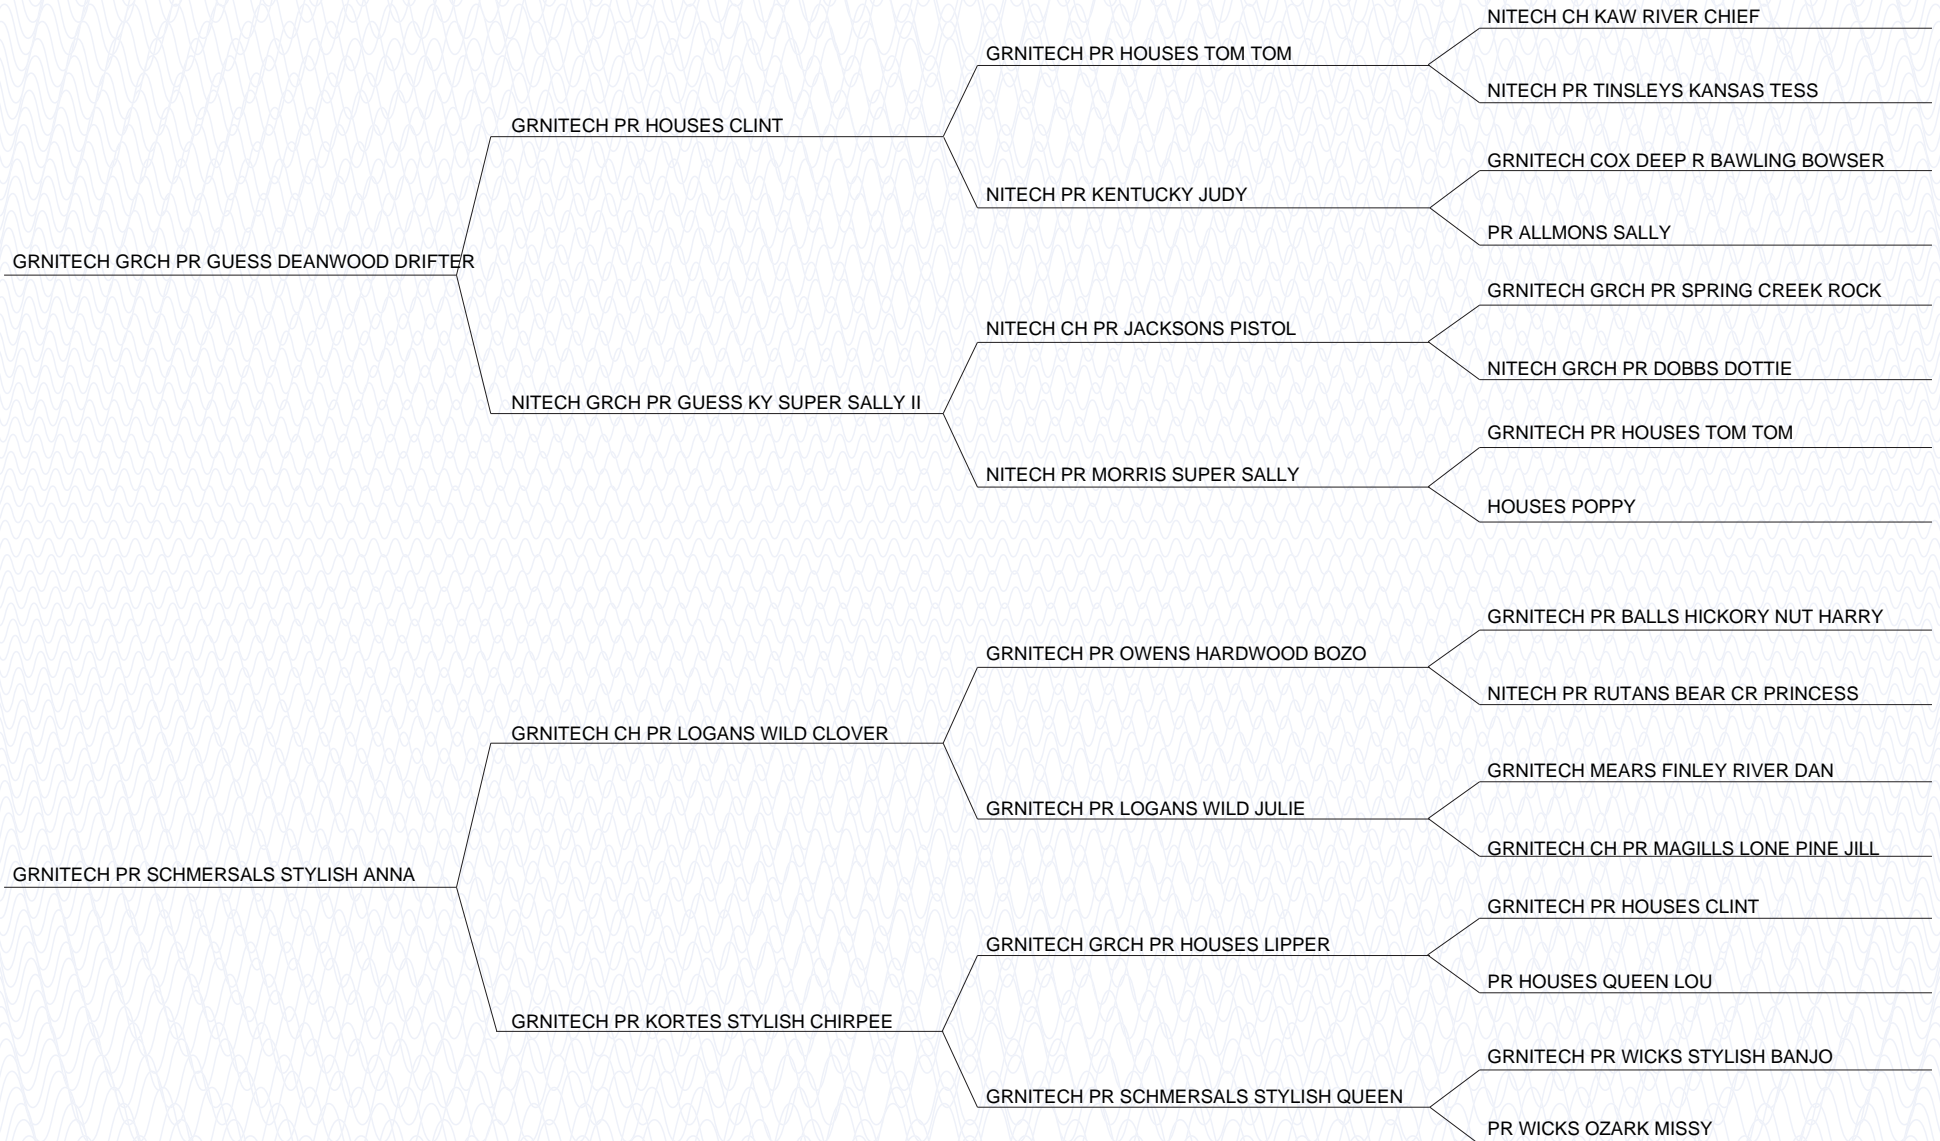 NITECH CH KAW RIVER CHIEF
GRNITECH PR HOUSES TOM TOM
NITECH PR TINSLEYS KANSAS TESS
GRNITECH PR HOUSES CLINT
GRNITECH COX DEEP R BAWLING BOWSER
NITECH PR KENTUCKY JUDY
PR ALLMONS SALLY
GRNITECH GRCH PR GUESS DEANWOOD DRIFTER
GRNITECH GRCH PR SPRING CREEK ROCK
NITECH CH PR JACKSONS PISTOL
NITECH GRCH PR DOBBS DOTTIE
NITECH GRCH PR GUESS KY SUPER SALLY II
GRNITECH PR HOUSES TOM TOM
NITECH PR MORRIS SUPER SALLY
HOUSES POPPY
GRNITECH PR BALLS HICKORY NUT HARRY
GRNITECH PR OWENS HARDWOOD BOZO
NITECH PR RUTANS BEAR CR PRINCESS
GRNITECH CH PR LOGANS WILD CLOVER
GRNITECH MEARS FINLEY RIVER DAN
GRNITECH PR LOGANS WILD JULIE
GRNITECH CH PR MAGILLS LONE PINE JILL
GRNITECH PR SCHMERSALS STYLISH ANNA
GRNITECH PR HOUSES CLINT
GRNITECH GRCH PR HOUSES LIPPER
PR HOUSES QUEEN LOU
GRNITECH PR KORTES STYLISH CHIRPEE
GRNITECH PR WICKS STYLISH BANJO
GRNITECH PR SCHMERSALS STYLISH QUEEN
PR WICKS OZARK MISSY